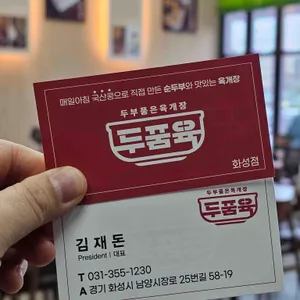 매일아침 국산콩으로 직접 만든 순두부와 맛있는 육개장
두부품은육개장
두품육
화성점
두부품은육개장
두품육
김재돈
President | 대표
T 031-355-1230
A 경기 화성시 남양시장로 25번길 58-19